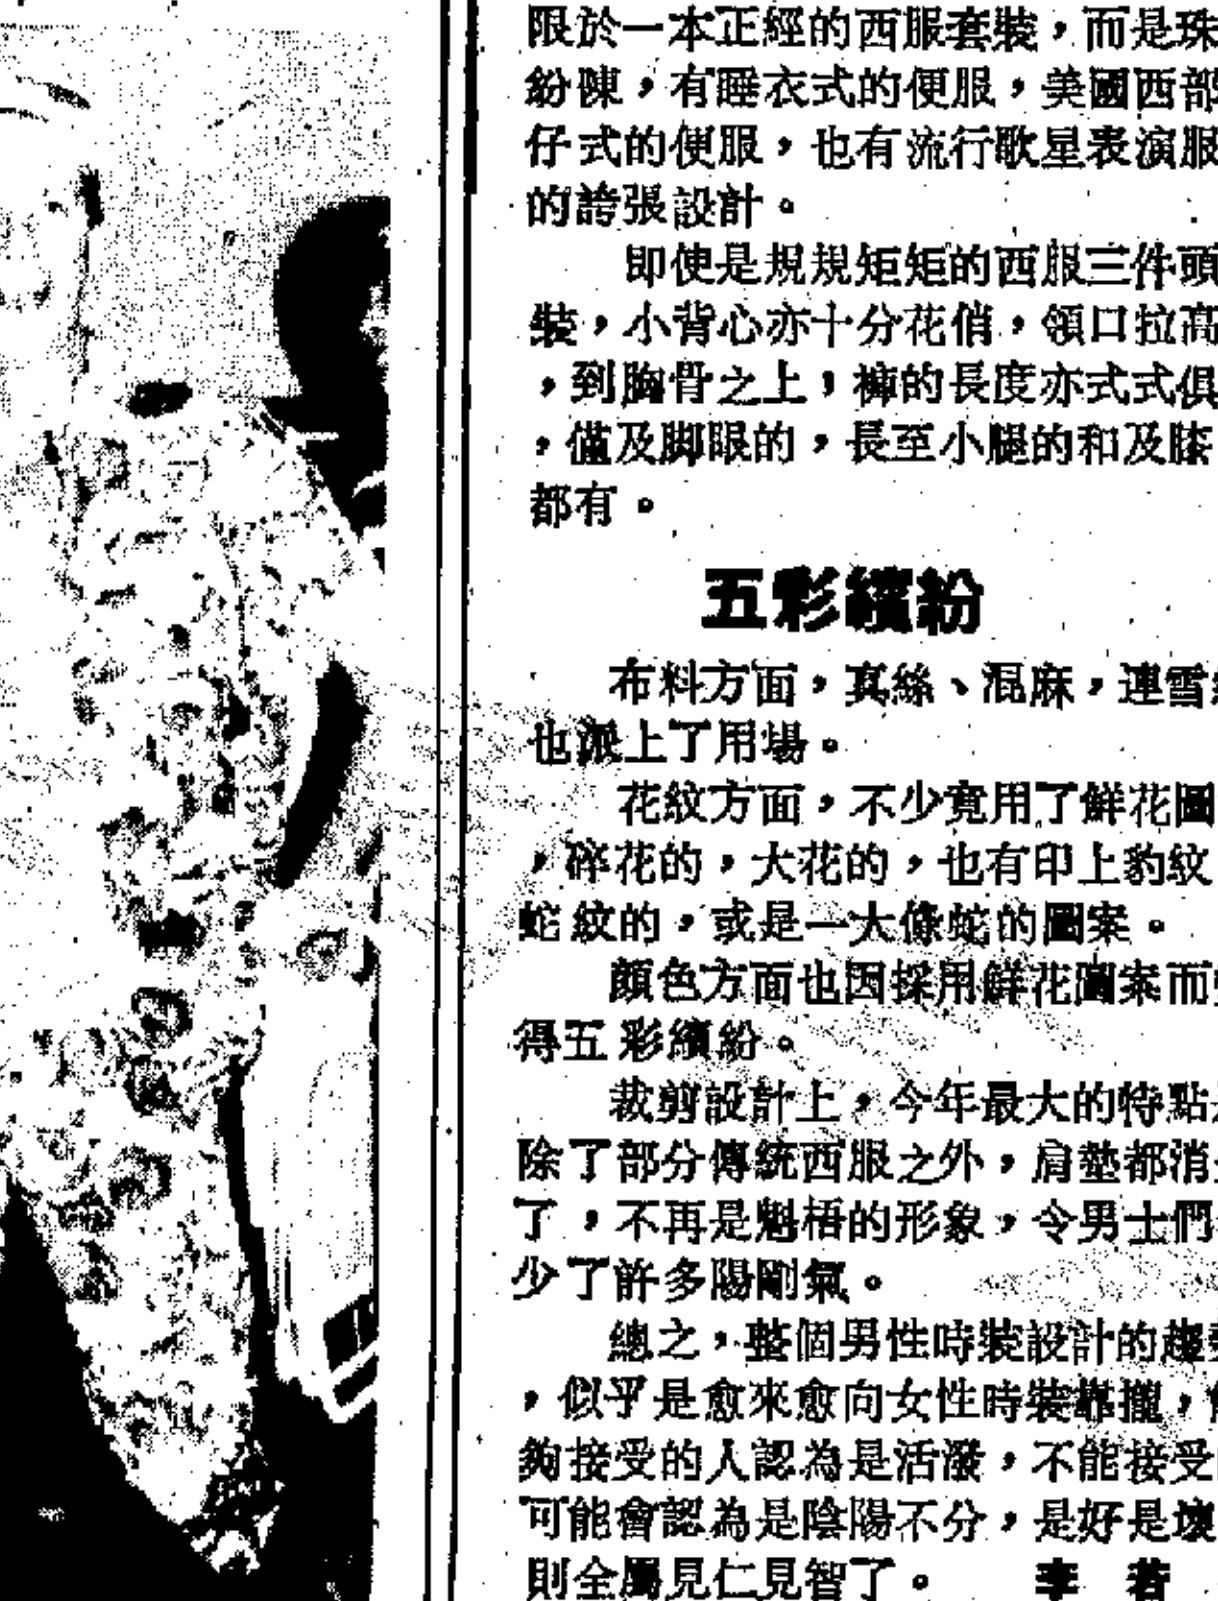 限於一本正經的西服套裝，而是珠
紛陳，有睡衣式的便服，美國西部
仔式的便服，也有流行歌星表演服
的誇張設計。
即使是規規矩矩的西服三件頭
裝，小背心亦十分花俏，領口拉高
，到胸骨之上，褲的長度亦式式俱
，僅及脚眼的，長至小腿的和及膝
都有。
五彩繽紛
布料方面，真絲、混麻，連雪
也派上了用場。
花紋方面，不少竟用了鮮花圖
，碎花的，大花的，也有印上豹紋
蛇紋的，或是一大條蛇的圖案。
顏色方面也因採用鮮花圖案而
得五彩繽紛。
裁剪設計上，今年最大的特點
除了部分傳統西服之外，肩墊都消
了，不再是魁梧的形象，令男士們
少了許多陽剛氣。
總之，整個男性時裝設計的趨
，似乎是愈來愈向女性時裝靠攏，
夠接受的人認為是活潑，不能接受
可能會認為是陰陽不分，是好是壞
則全屬見仁見智了。 李 若